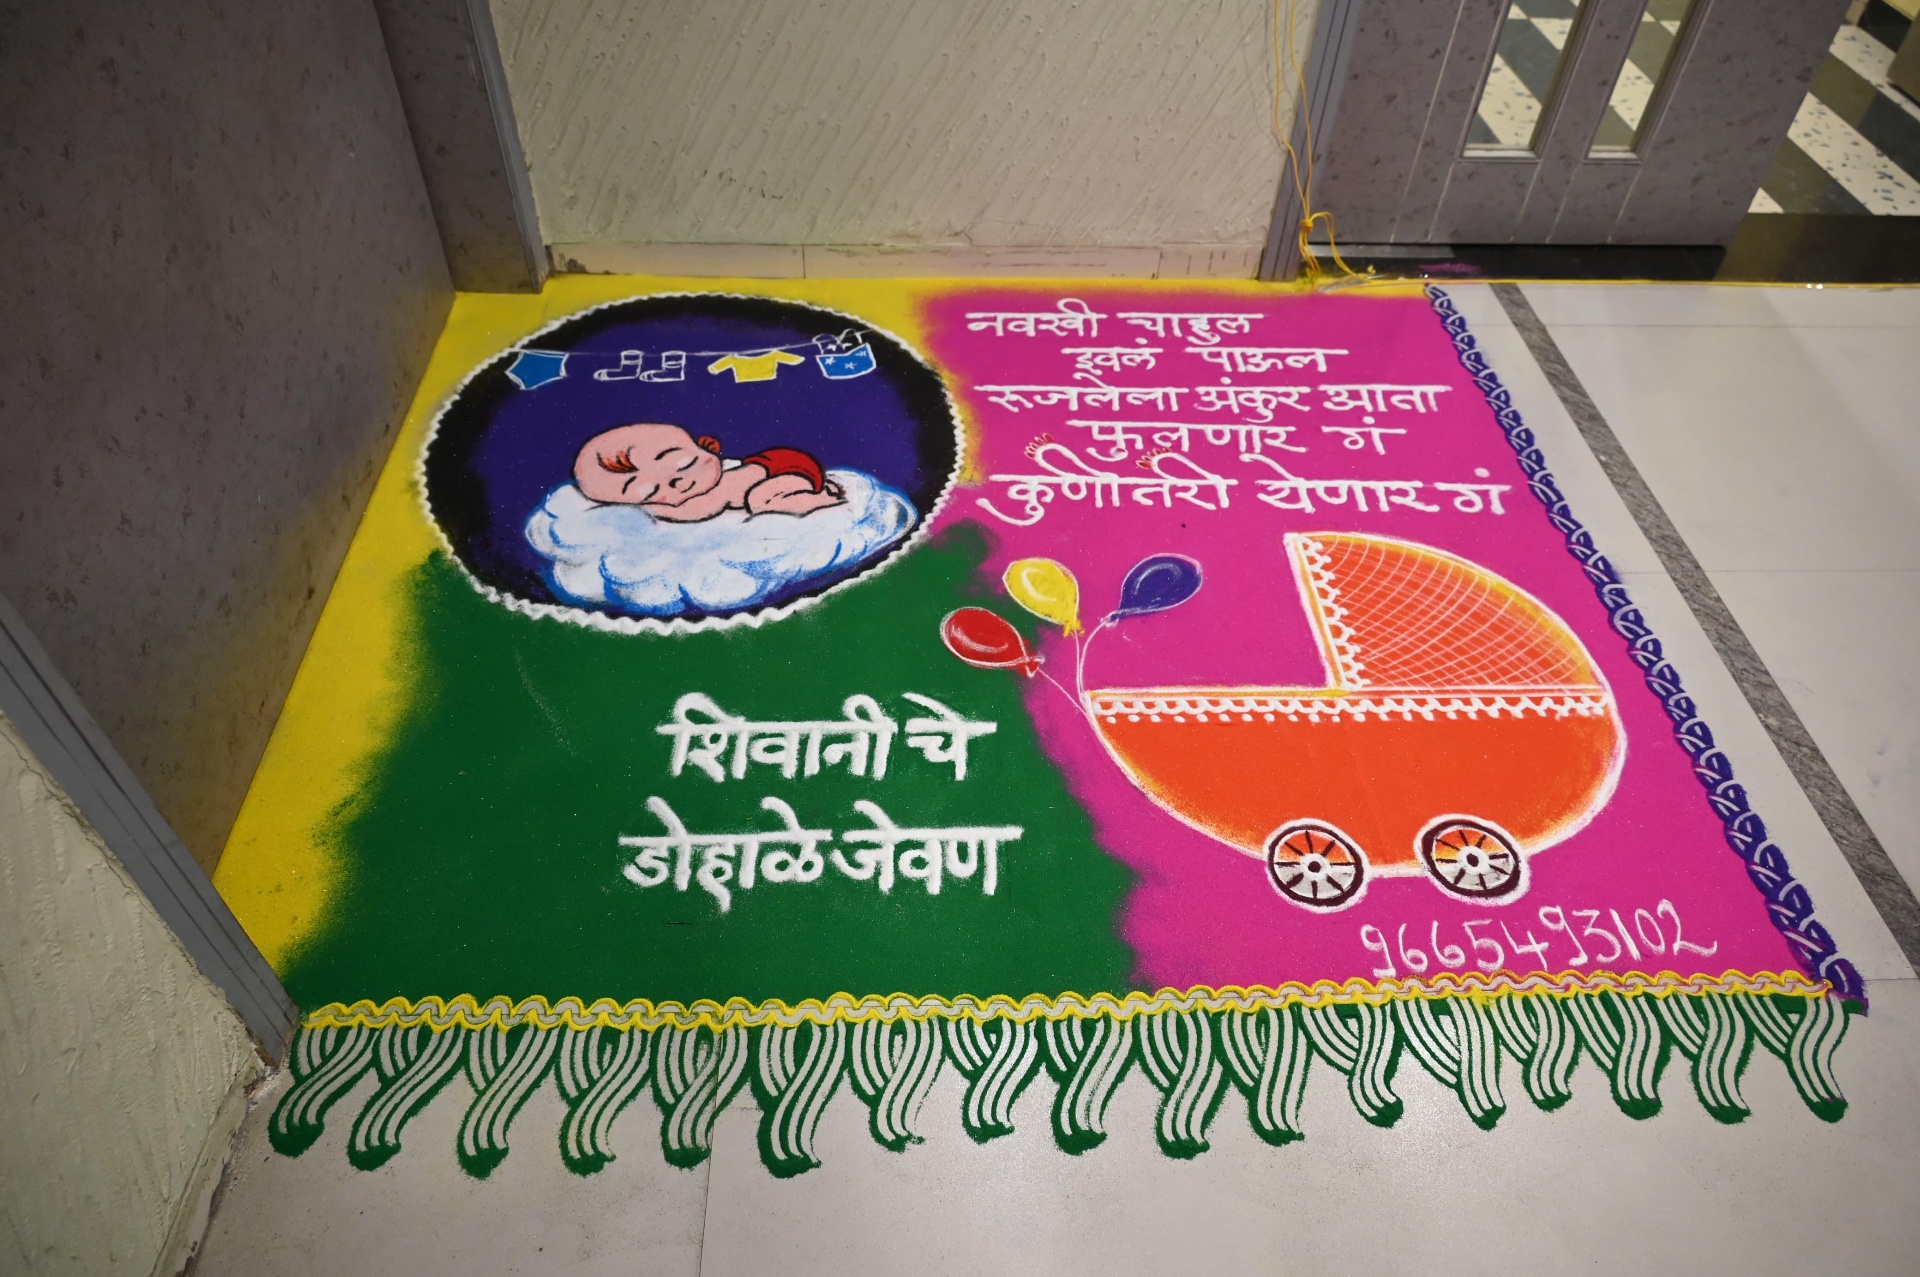 नवखी चाहुल
इवलं पाऊल
रूजलेला अंकुर आता
फुलणार गं
कुणीतरी येणार गं
शिवानी चे
डोहाळे जेवण
9665493102